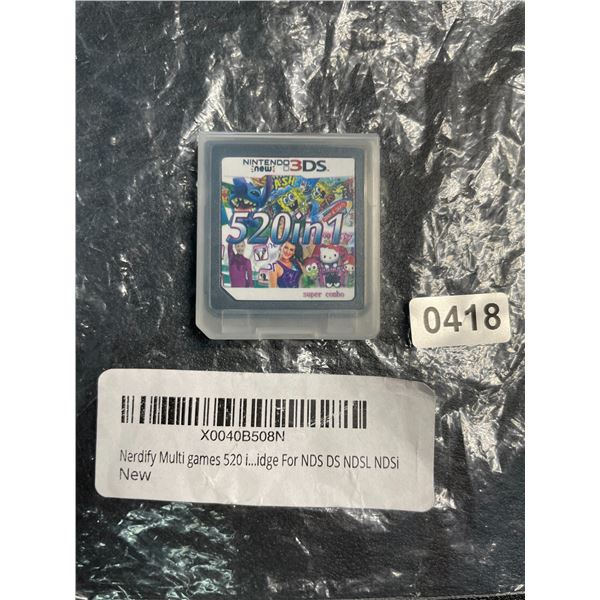 NINTENDO
new 3DS
520in1
super combo
0418
X0040B508N
Nerdify Multi games 520 i...idge For NDS DS NDSL NDSi
New